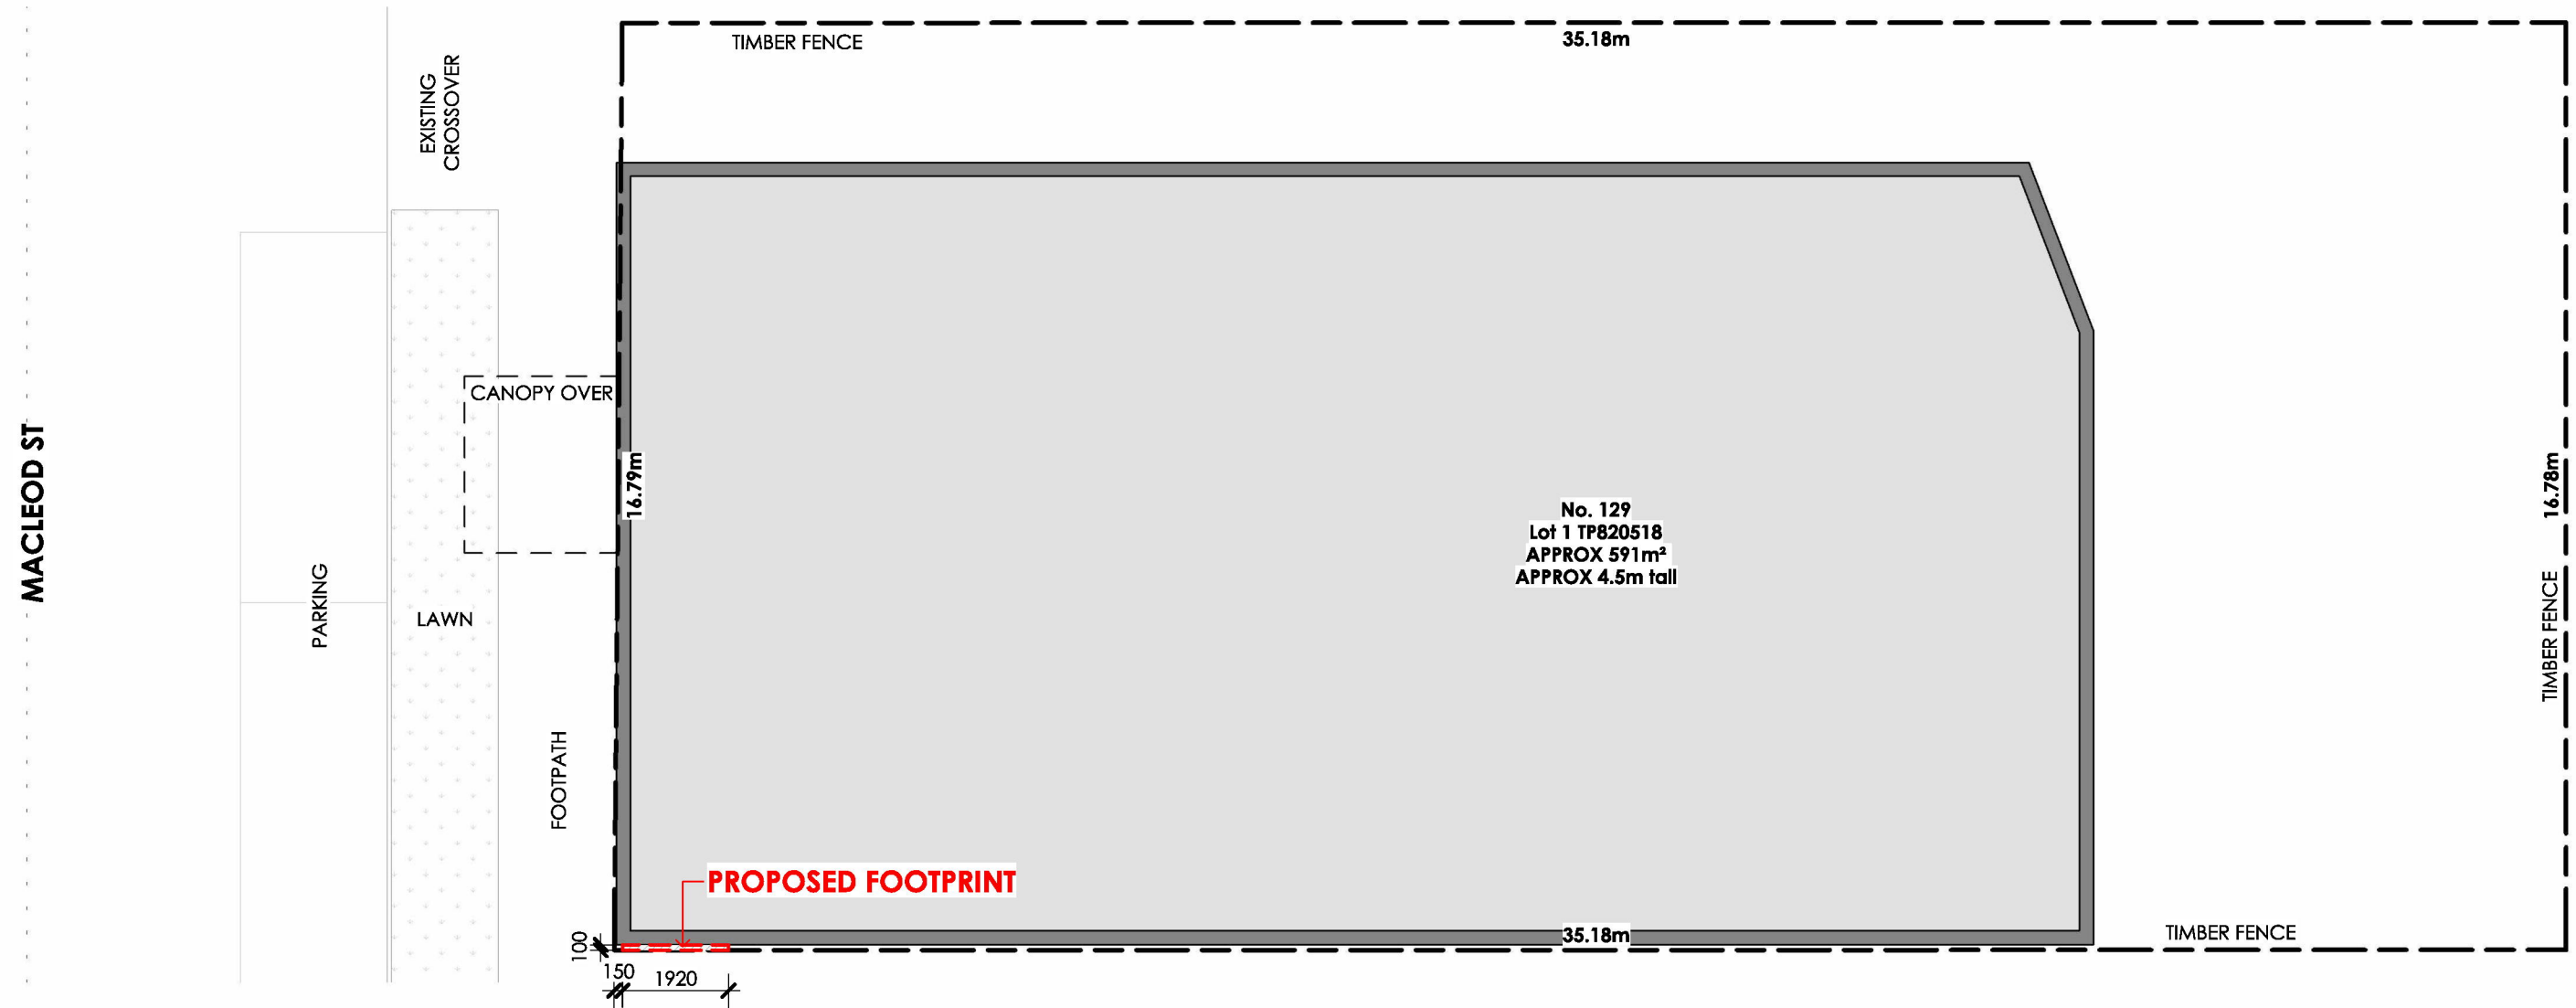 TIMBER FENCE
35.18m
EXISTING
CROSSOVER
CANOPY OVER
MACLEOD ST
16.79m
No. 129
Lot 1 TP820518
APPROX 591m²
APPROX 4.5m tall
16.78m
PARKING
LAWN
TIMBER FENCE
FOOTPATH
PROPOSED FOOTPRINT
35.18m
TIMBER FENCE
100
150
1920